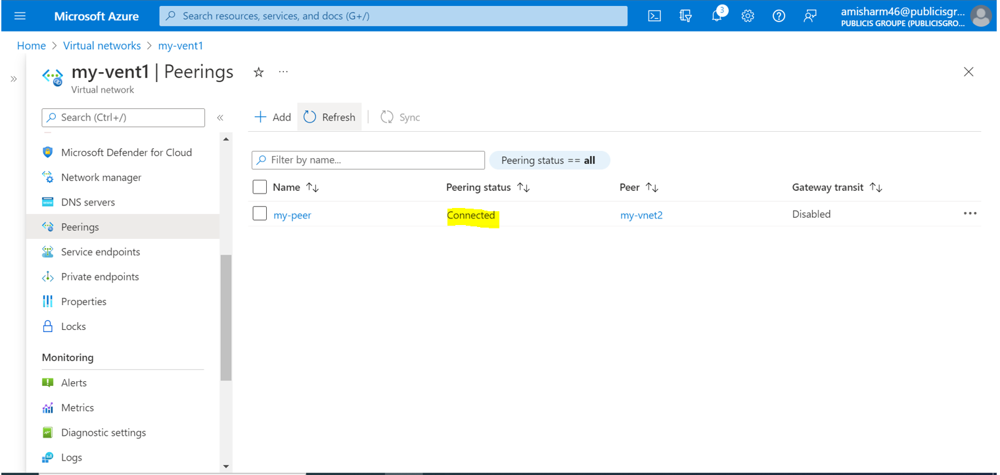 Microsoft Azure
Search resources, services, and docs (G+/)
3
amisharm46@publicisgr...
PUBLICIS GROUPE (PUBLICISGRO...
Home > Virtual networks > my-vent1
my-vent1 | Peerings
Virtual network
Search (Ctrl+/)
Add
Refresh
Sync
Microsoft Defender for Cloud
Network manager
DNS servers
Peerings
Service endpoints
Private endpoints
Properties
Locks
Monitoring
Alerts
Metrics
Diagnostic settings
Logs
Filter by name...
Peering status == all
Name Peering status Peer Gateway transit
my-peer Connected my-vnet2 Disabled